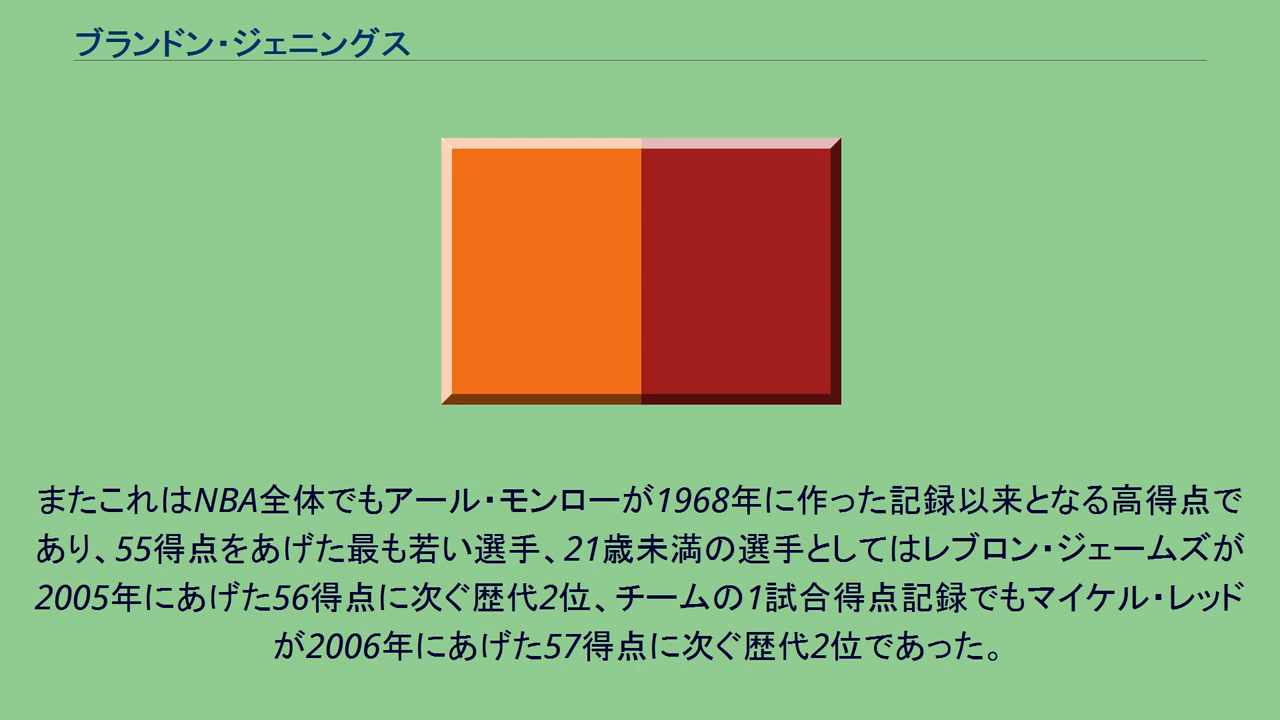 ブランドン・ジェニングス
またこれはNBA全体でもアール・モンローが1968年に作った記録以来となる高得点で
あり、55得点をあげた最も若い選手、21歳未満の選手としてはレブロン・ジェームズが
2005年にあげた56得点に次ぐ歴代2位、チームの1試合得点記録でもマイケル・レッド
が2006年にあげた57得点に次ぐ歴代2位であった。